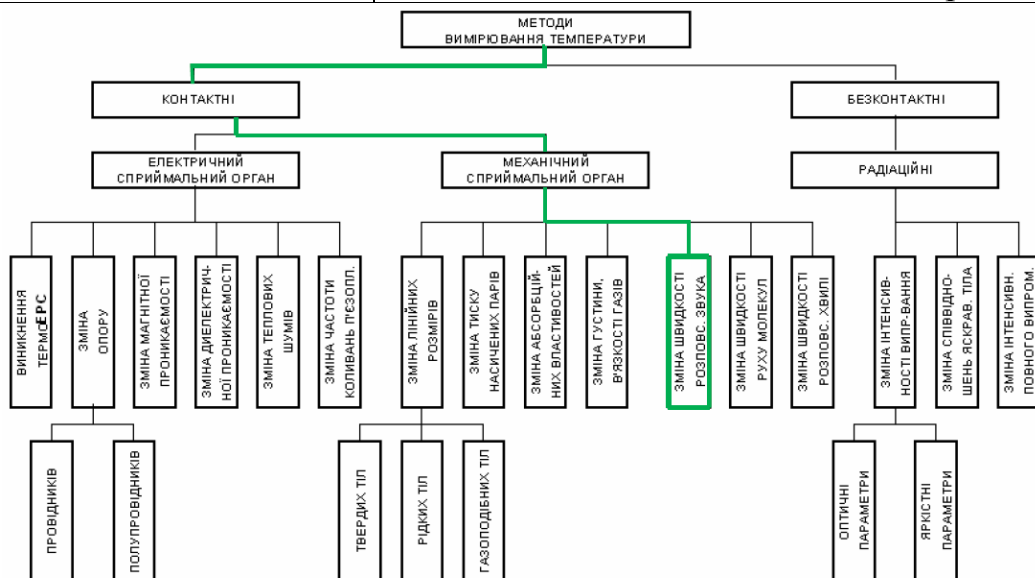 МЕТОДИ
ВИМІРЮВАННЯ ТЕМПЕРАТУРИ
КОНТАКТНІ
БЕЗКОНТАКТНІ
ЕЛЕКТРИЧНИЙ
СПРИЙМАЛЬНИЙ ОРГАН
МЕХАНІЧНИЙ
СПРИЙМАЛЬНИЙ ОРГАН
РАДІАЦІЙНІ
ВИНИКНЕННЯ
ТЕРМОЕРС
ЗМІНА
ОПОРУ
ЗМІНА МАГНІТНОЇ
ПРОНИКАЄМОСТІ
ЗМІНА ДИЕЛЕКТРИЧ-
НОЇ ПРОНИКАЄМОСТІ
ЗМІНА ТЕПЛОВИХ
ШУМІВ
ЗМІНА ЧАСТОТИ
КОЛИВАНЬ П'ЄЗОПЛ.
ЗМІНА ЛІНІЙНИХ
РОЗМІРІВ
ЗМІНА ТИСКУ
НАСИЧЕНИХ ПАРІВ
ЗМІНА АБСОРБЦІЙ-
НИХ ВЛАСТИВОСТЕЙ
ЗМІНА ГУСТИНИ,
В'ЯЗКОСТІ ГАЗІВ
ЗМІНА ШВИДКОСТІ
РОЗПОВС. ЗВУКА
ЗМІНА ШВИДКОСТІ
РУХУ МОЛЕКУЛ
ЗМІНА ШВИДКОСТІ
РОЗПОВС. ХВИЛІ
ЗМІНА ІНТЕНСИВ-
НОСТІ ВИПР-ВАННЯ
ЗМІНА СПІВВІДНО-
ШЕНЬ ЯСКРАВ. ТІЛА
ЗМІНА ІНТЕНСИВН.
ПОВНОГО ВИПРОМ.
ПРОВІДНИКІВ
ПОЛУПРОВІДНИКІВ
ТВЕРДИХ ТІЛ
РІДКИХ ТІЛ
ГАЗОПОДІБНИХ ТІЛ
ОПТИЧНІ
ПАРАМЕТРИ
ЯРКІСТНІ
ПАРАМЕТРИ